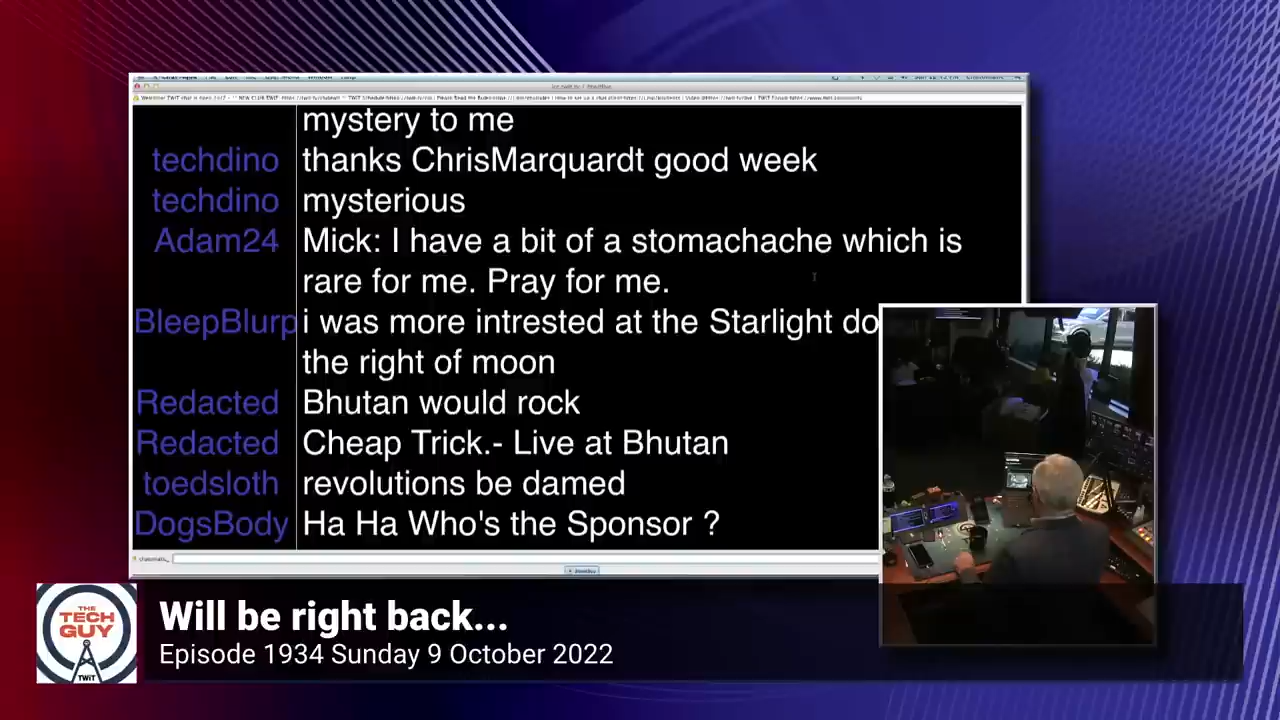 mystery to me
techdino thanks ChrisMarquardt good week
techdino mysterious
Adam24 Mick: I have a bit of a stomachache which is
rare for me. Pray for me.
BleepBlurp i was more intrested at the Starlight do
the right of moon
Redacted Bhutan would rock
Redacted Cheap Trick.- Live at Bhutan
toedsloth revolutions be damed
DogsBody Ha Ha Who's the Sponsor ?
THE
TECH
GUY
TWiT
Will be right back...
Episode 1934 Sunday 9 October 2022